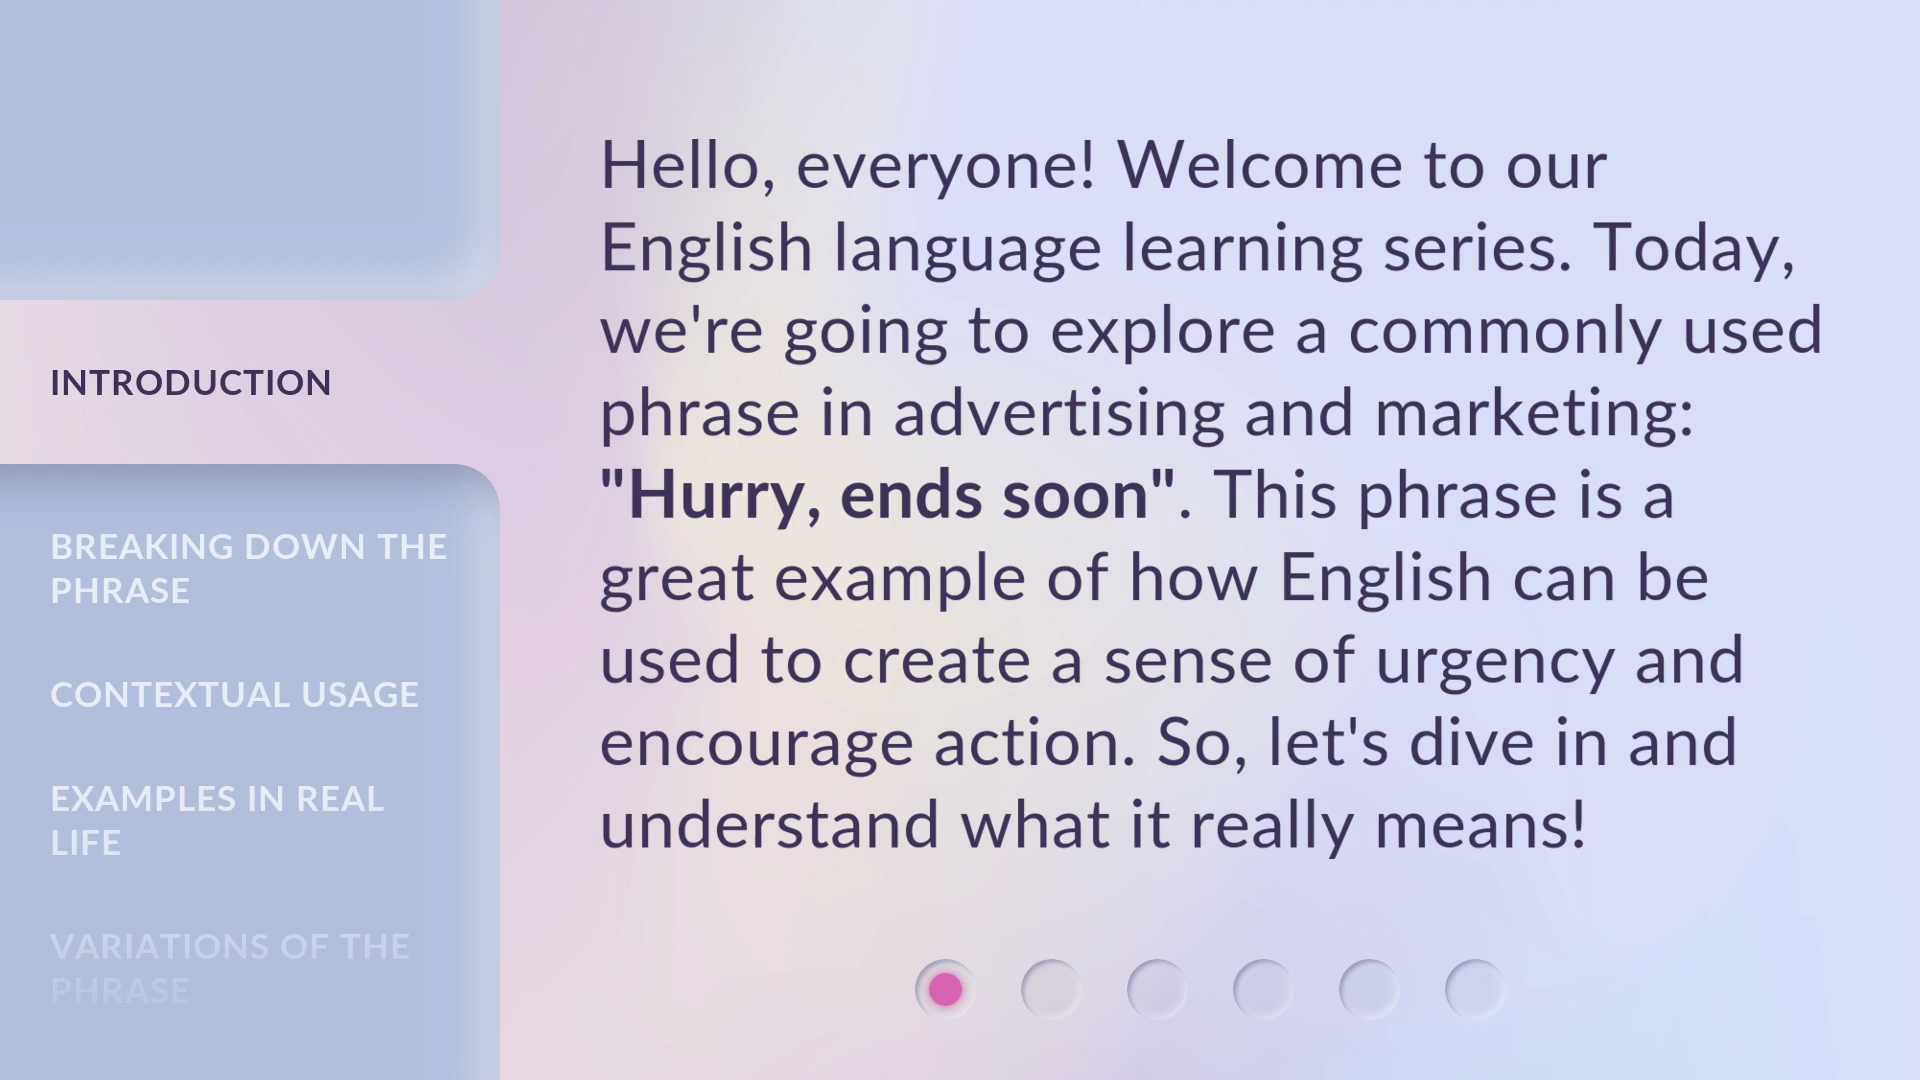 INTRODUCTION
BREAKING DOWN THE
PHRASE
CONTEXTUAL USAGE
EXAMPLES IN REAL
LIFE
VARIATIONS OF THE
PHRASE
Hello, everyone! Welcome to our
English language learning series. Today,
we're going to explore a commonly used
phrase in advertising and marketing:
"Hurry, ends soon". This phrase is a
great example of how English can be
used to create a sense of urgency and
encourage action. So, let's dive in and
understand what it really means!